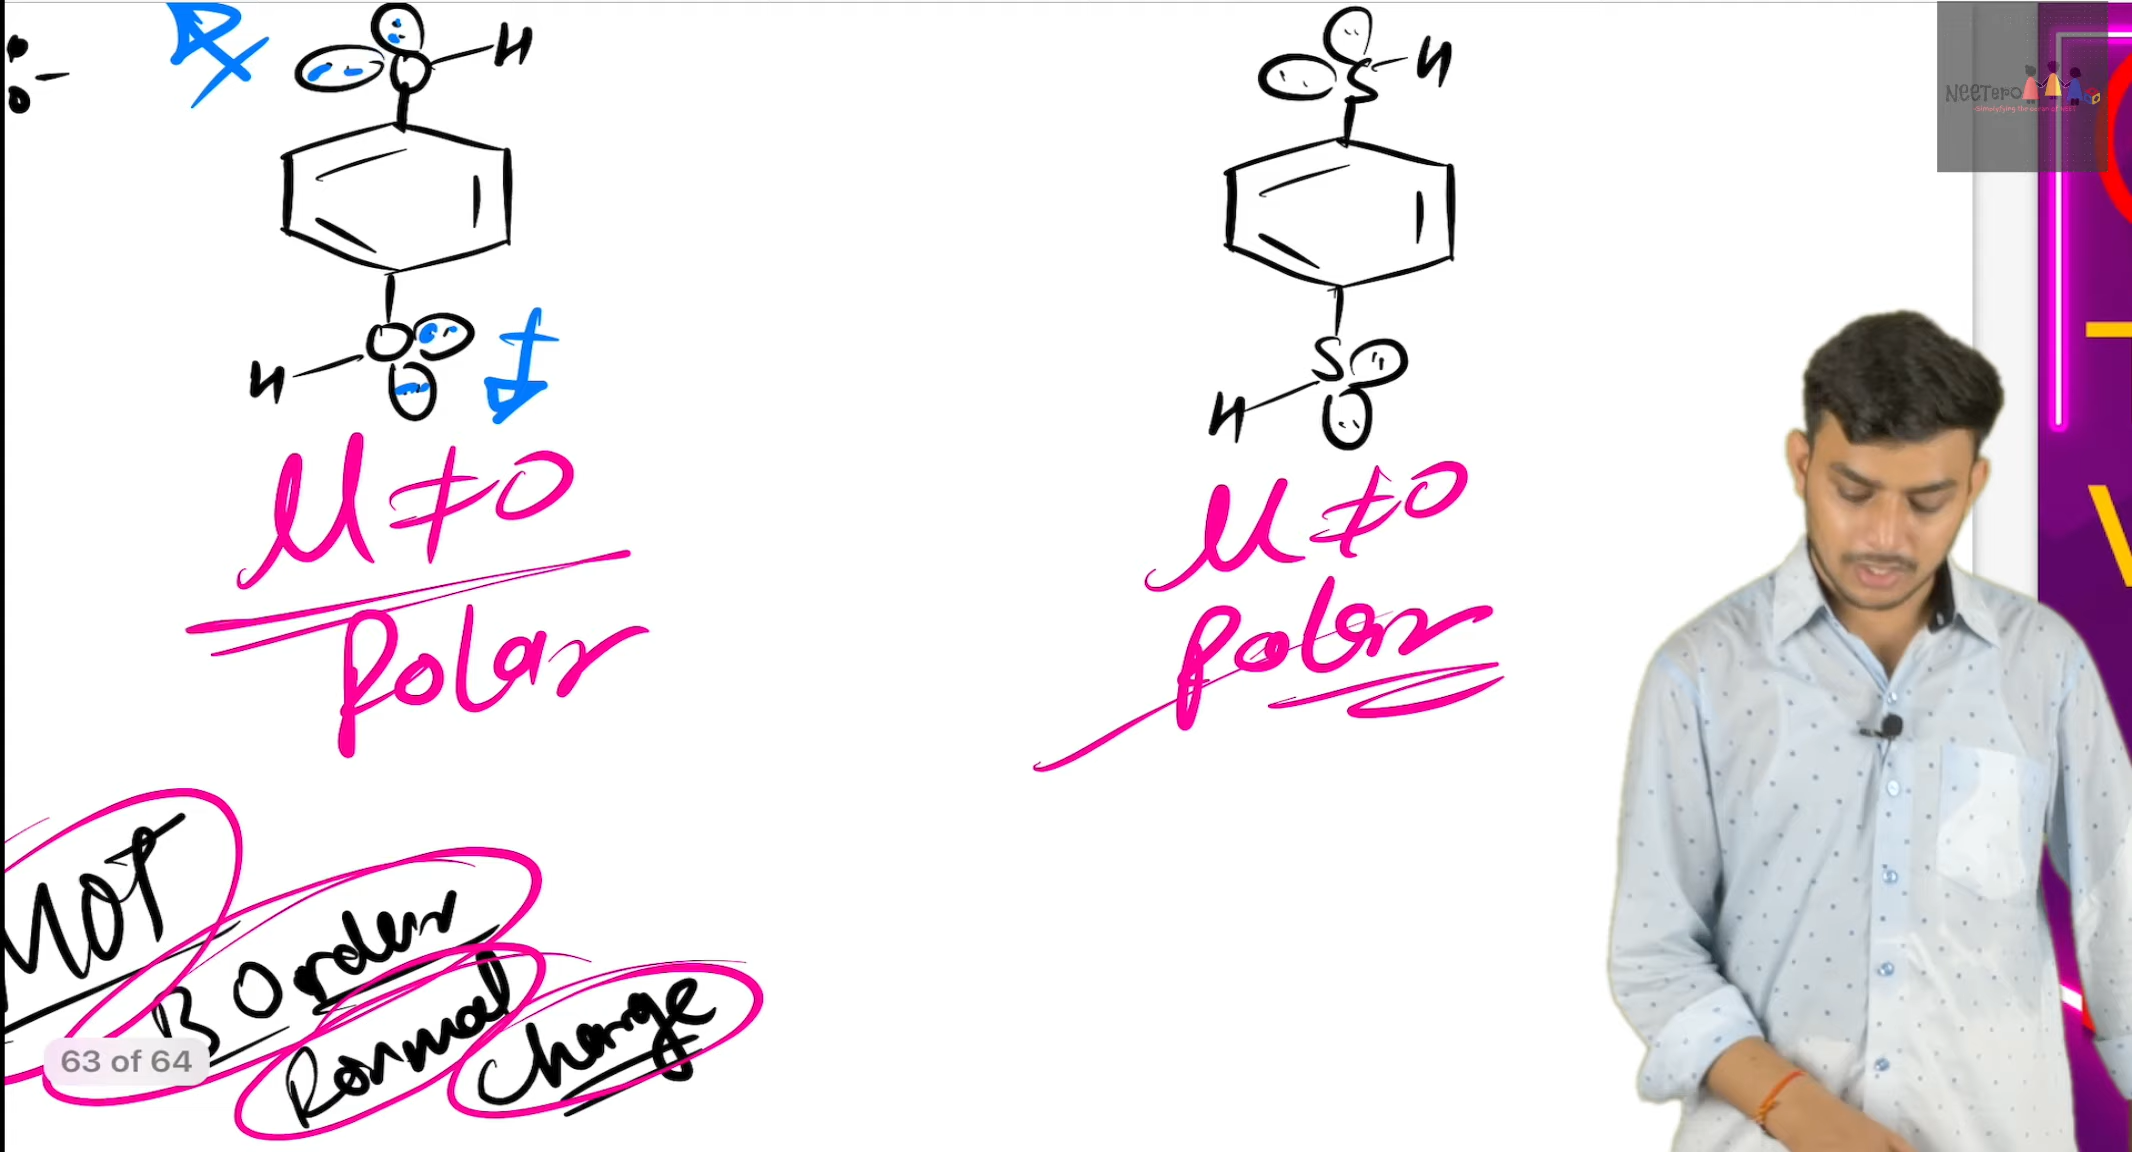 H
O
O
H
μ≠0
Polar
S-H
S
H
μ≠0
Polar
NEETero
MOT
B Order
Formal
Charge
63 of 64